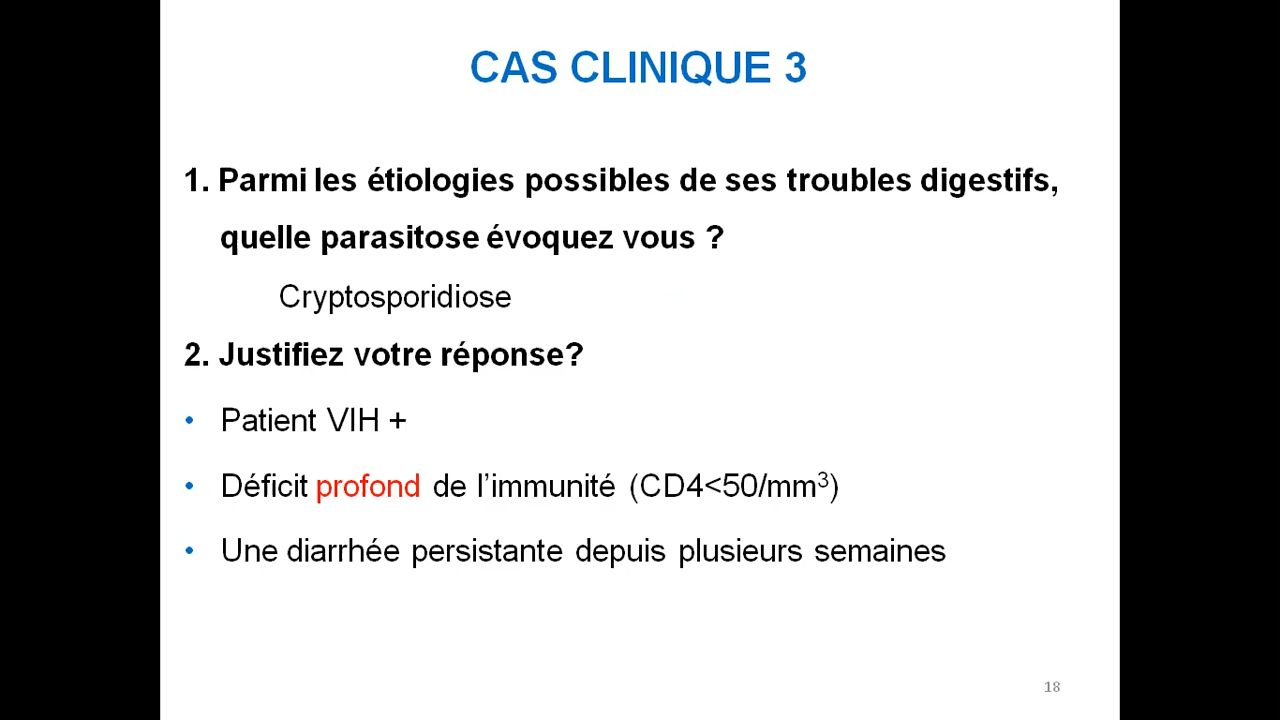 CAS CLINIQUE 3
1. Parmi les étiologies possibles de ses troubles digestifs,
quelle parasitose évoquez vous ?
Cryptosporidiose
2. Justifiez votre réponse?
• Patient VIH +
• Déficit profond de l’immunité (CD4<50/mm³)
• Une diarrhée persistante depuis plusieurs semaines
18